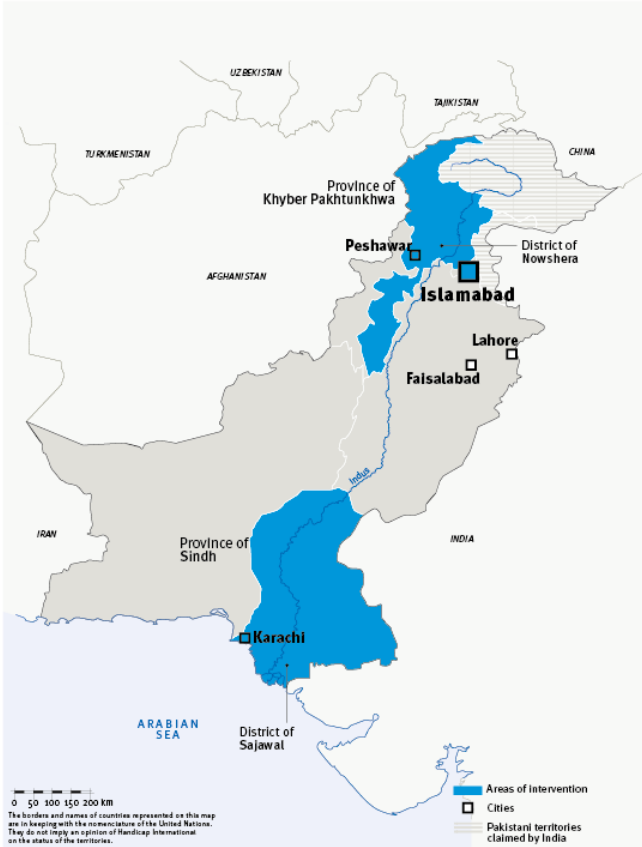 UZBEKISTAN
TAJIKISTAN
TURKMENISTAN
CHINA
Province of
Khyber Pakhtunkhwa
Peshawar
District of
Nowshera
AFGHANISTAN
Islamabad
Lahore
Faisalabad
Indus
IRAN
Province of
Sindh
INDIA
Karachi
ARABIAN
SEA
District of
Sajawal
0 50 100 150 200 km
The borders and names of countries represented on this map
are in keeping with the nomenclature of the United Nations.
They do not imply an opinion of Handicap International
on the status of the territories.
Areas of intervention
Cities
Pakistani territories
claimed by India